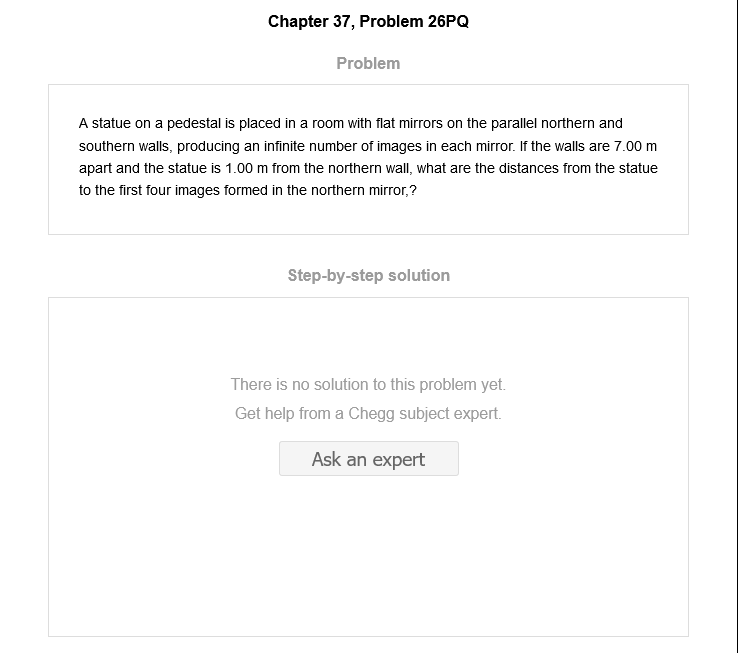 Chapter 37, Problem 26PQ
Problem
A statue on a pedestal is placed in a room with flat mirrors on the parallel northern and
southern walls, producing an infinite number of images in each mirror. If the walls are 7.00 m
apart and the statue is 1.00 m from the northern wall, what are the distances from the statue
to the first four images formed in the northern mirror,?
Step-by-step solution
There is no solution to this problem yet.
Get help from a Chegg subject expert.
Ask an expert